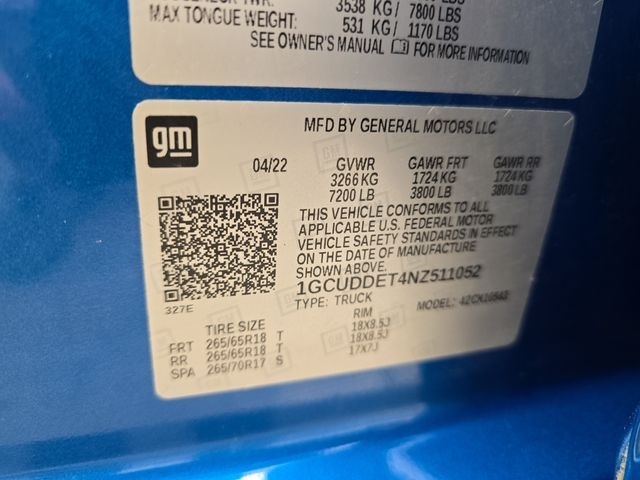 3538 KG/ 7800 LBS
MAX TONGUE WEIGHT: 531 KG/ 1170 LBS
SEE OWNER'S MANUAL FOR MORE INFORMATION
gm
MFD BY GENERAL MOTORS LLC
04/22 GVWR GAWR FRT GAWR RR
3266 KG 1724 KG 1724 KG
7200 LB 3800 LB 3800 LB
THIS VEHICLE CONFORMS TO ALL
APPLICABLE U.S. FEDERAL MOTOR
VEHICLE SAFETY STANDARDS IN EFFECT
ON THE DATE OF MANUFACTURE
SHOWN ABOVE.
1GCUDDET4NZ511052
327E TYPE: TRUCK MODEL: 42CK10543
TIRE SIZE RIM
FRT 265/65R18 T 18X8.5J
RR 265/65R18 T 18X8.5J
SPA 265/70R17 S 17X7J